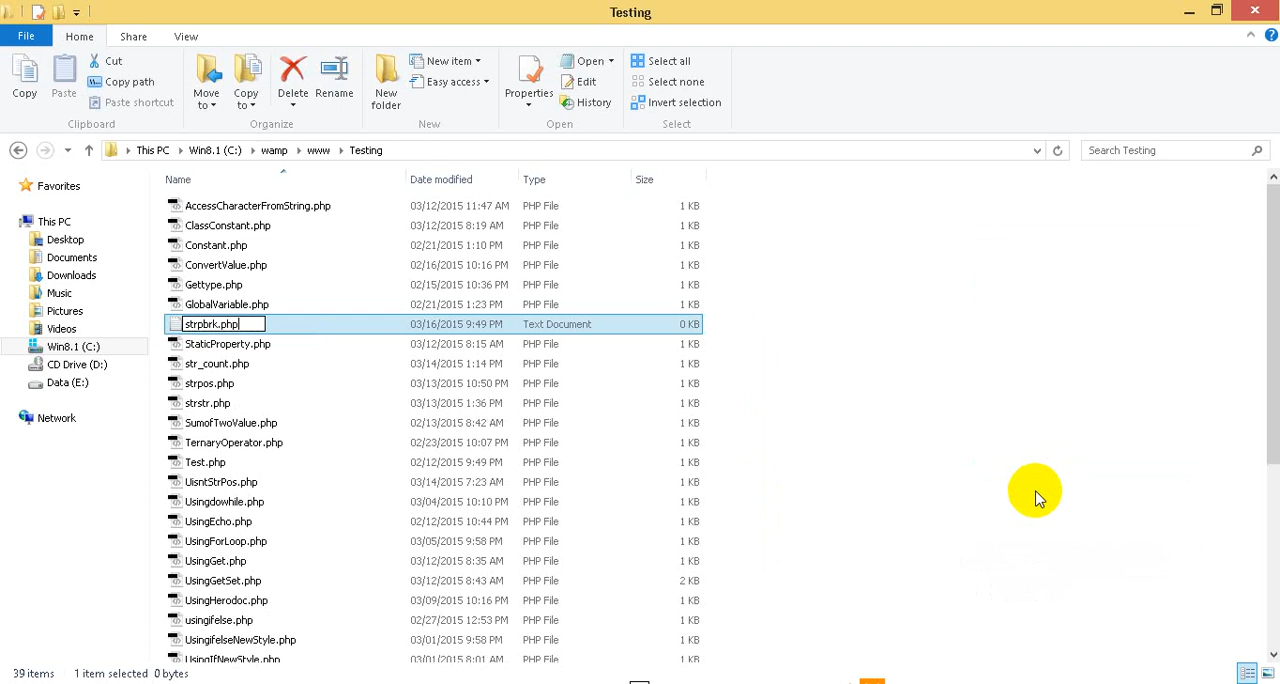 Testing
File Home Share View
Copy Paste Cut Copy path Paste shortcut Clipboard
Move to Copy to Delete Rename Organize
New folder New item Easy access New
Properties Open Edit History Open
Select all Select none Invert selection Select
This PC Win8.1 (C:) wamp www Testing Search Testing
Favorites
This PC
Desktop
Documents
Downloads
Music
Pictures
Videos
Win8.1 (C:)
CD Drive (D:)
Data (E:)
Network
Name Date modified Type Size
AccessCharacterFromString.php 03/12/2015 11:47 AM PHP File 1 KB
ClassConstant.php 03/12/2015 8:19 AM PHP File 1 KB
Constant.php 02/21/2015 1:10 PM PHP File 1 KB
ConvertValue.php 02/16/2015 10:16 PM PHP File 1 KB
Gettype.php 02/15/2015 10:36 PM PHP File 1 KB
GlobalVariable.php 02/21/2015 1:23 PM PHP File 1 KB
strpbrk.php 03/16/2015 9:49 PM Text Document 0 KB
StaticProperty.php 03/12/2015 8:15 AM PHP File 1 KB
str_count.php 03/14/2015 1:14 PM PHP File 1 KB
strpos.php 03/13/2015 10:50 PM PHP File 1 KB
strstr.php 03/13/2015 1:36 PM PHP File 1 KB
SumofTwoValue.php 02/13/2015 8:42 AM PHP File 1 KB
TernaryOperator.php 02/23/2015 10:07 PM PHP File 1 KB
Test.php 02/12/2015 9:49 PM PHP File 1 KB
UisntStrPos.php 03/14/2015 7:23 AM PHP File 1 KB
Usingdowhile.php 03/04/2015 10:10 PM PHP File 1 KB
UsingEcho.php 02/12/2015 10:44 PM PHP File 1 KB
UsingForLoop.php 03/05/2015 9:58 PM PHP File 1 KB
UsingGet.php 03/12/2015 8:35 AM PHP File 1 KB
UsingGetSet.php 03/12/2015 8:43 AM PHP File 2 KB
UsingHerodoc.php 03/09/2015 10:16 PM PHP File 1 KB
usingifelse.php 02/27/2015 12:53 PM PHP File 1 KB
UsingifelseNewStyle.php 03/01/2015 9:58 PM PHP File 1 KB
UsingIfNewStyle.php 03/01/2015 8:01 AM PHP File 1 KB
39 items 1 item selected 0 bytes